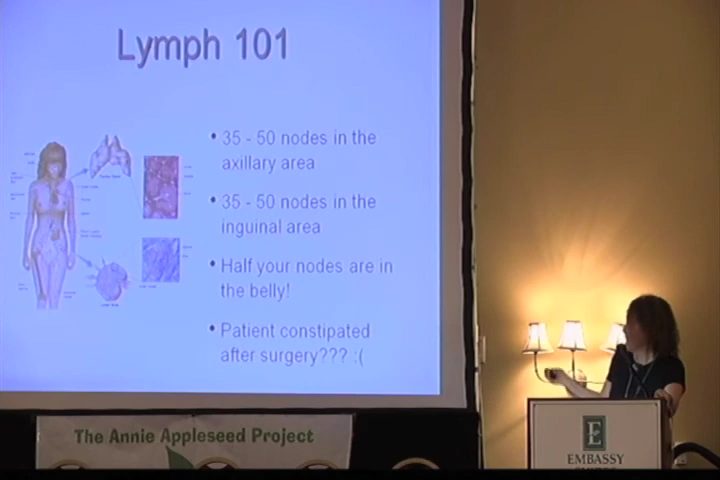 Lymph 101
• 35 - 50 nodes in the
axillary area
• 35 - 50 nodes in the
inguinal area
• Half your nodes are in
the belly!
• Patient constipated
after surgery??? :(
The Annie Appleseed Project
E
EMBASSY